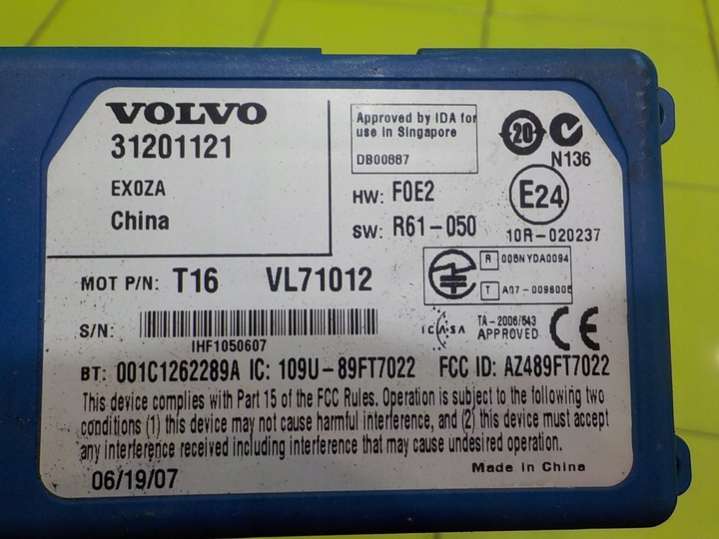 VOLVO
31201121
EX0ZA
China
Approved by IDA for
use in Singapore
DB00887
20
N136
HW: F0E2
SW: R61-050
E24
10R-020237
MOT P/N: T16 VL71012
R 005NYDA0094
T A07-0098006
S/N:
IHF1050607
ICASA
TA-2006/643
APPROVED
CE
BT: 001C1262289A IC: 109U-89FT7022 FCC ID: AZ489FT7022
This device complies with Part 15 of the FCC Rules. Operation is subject to the following two
conditions (1) this device may not cause harmful interference, and (2) this device must accept
any interference received including interference that may cause undesired operation.
Made in China
06/19/07